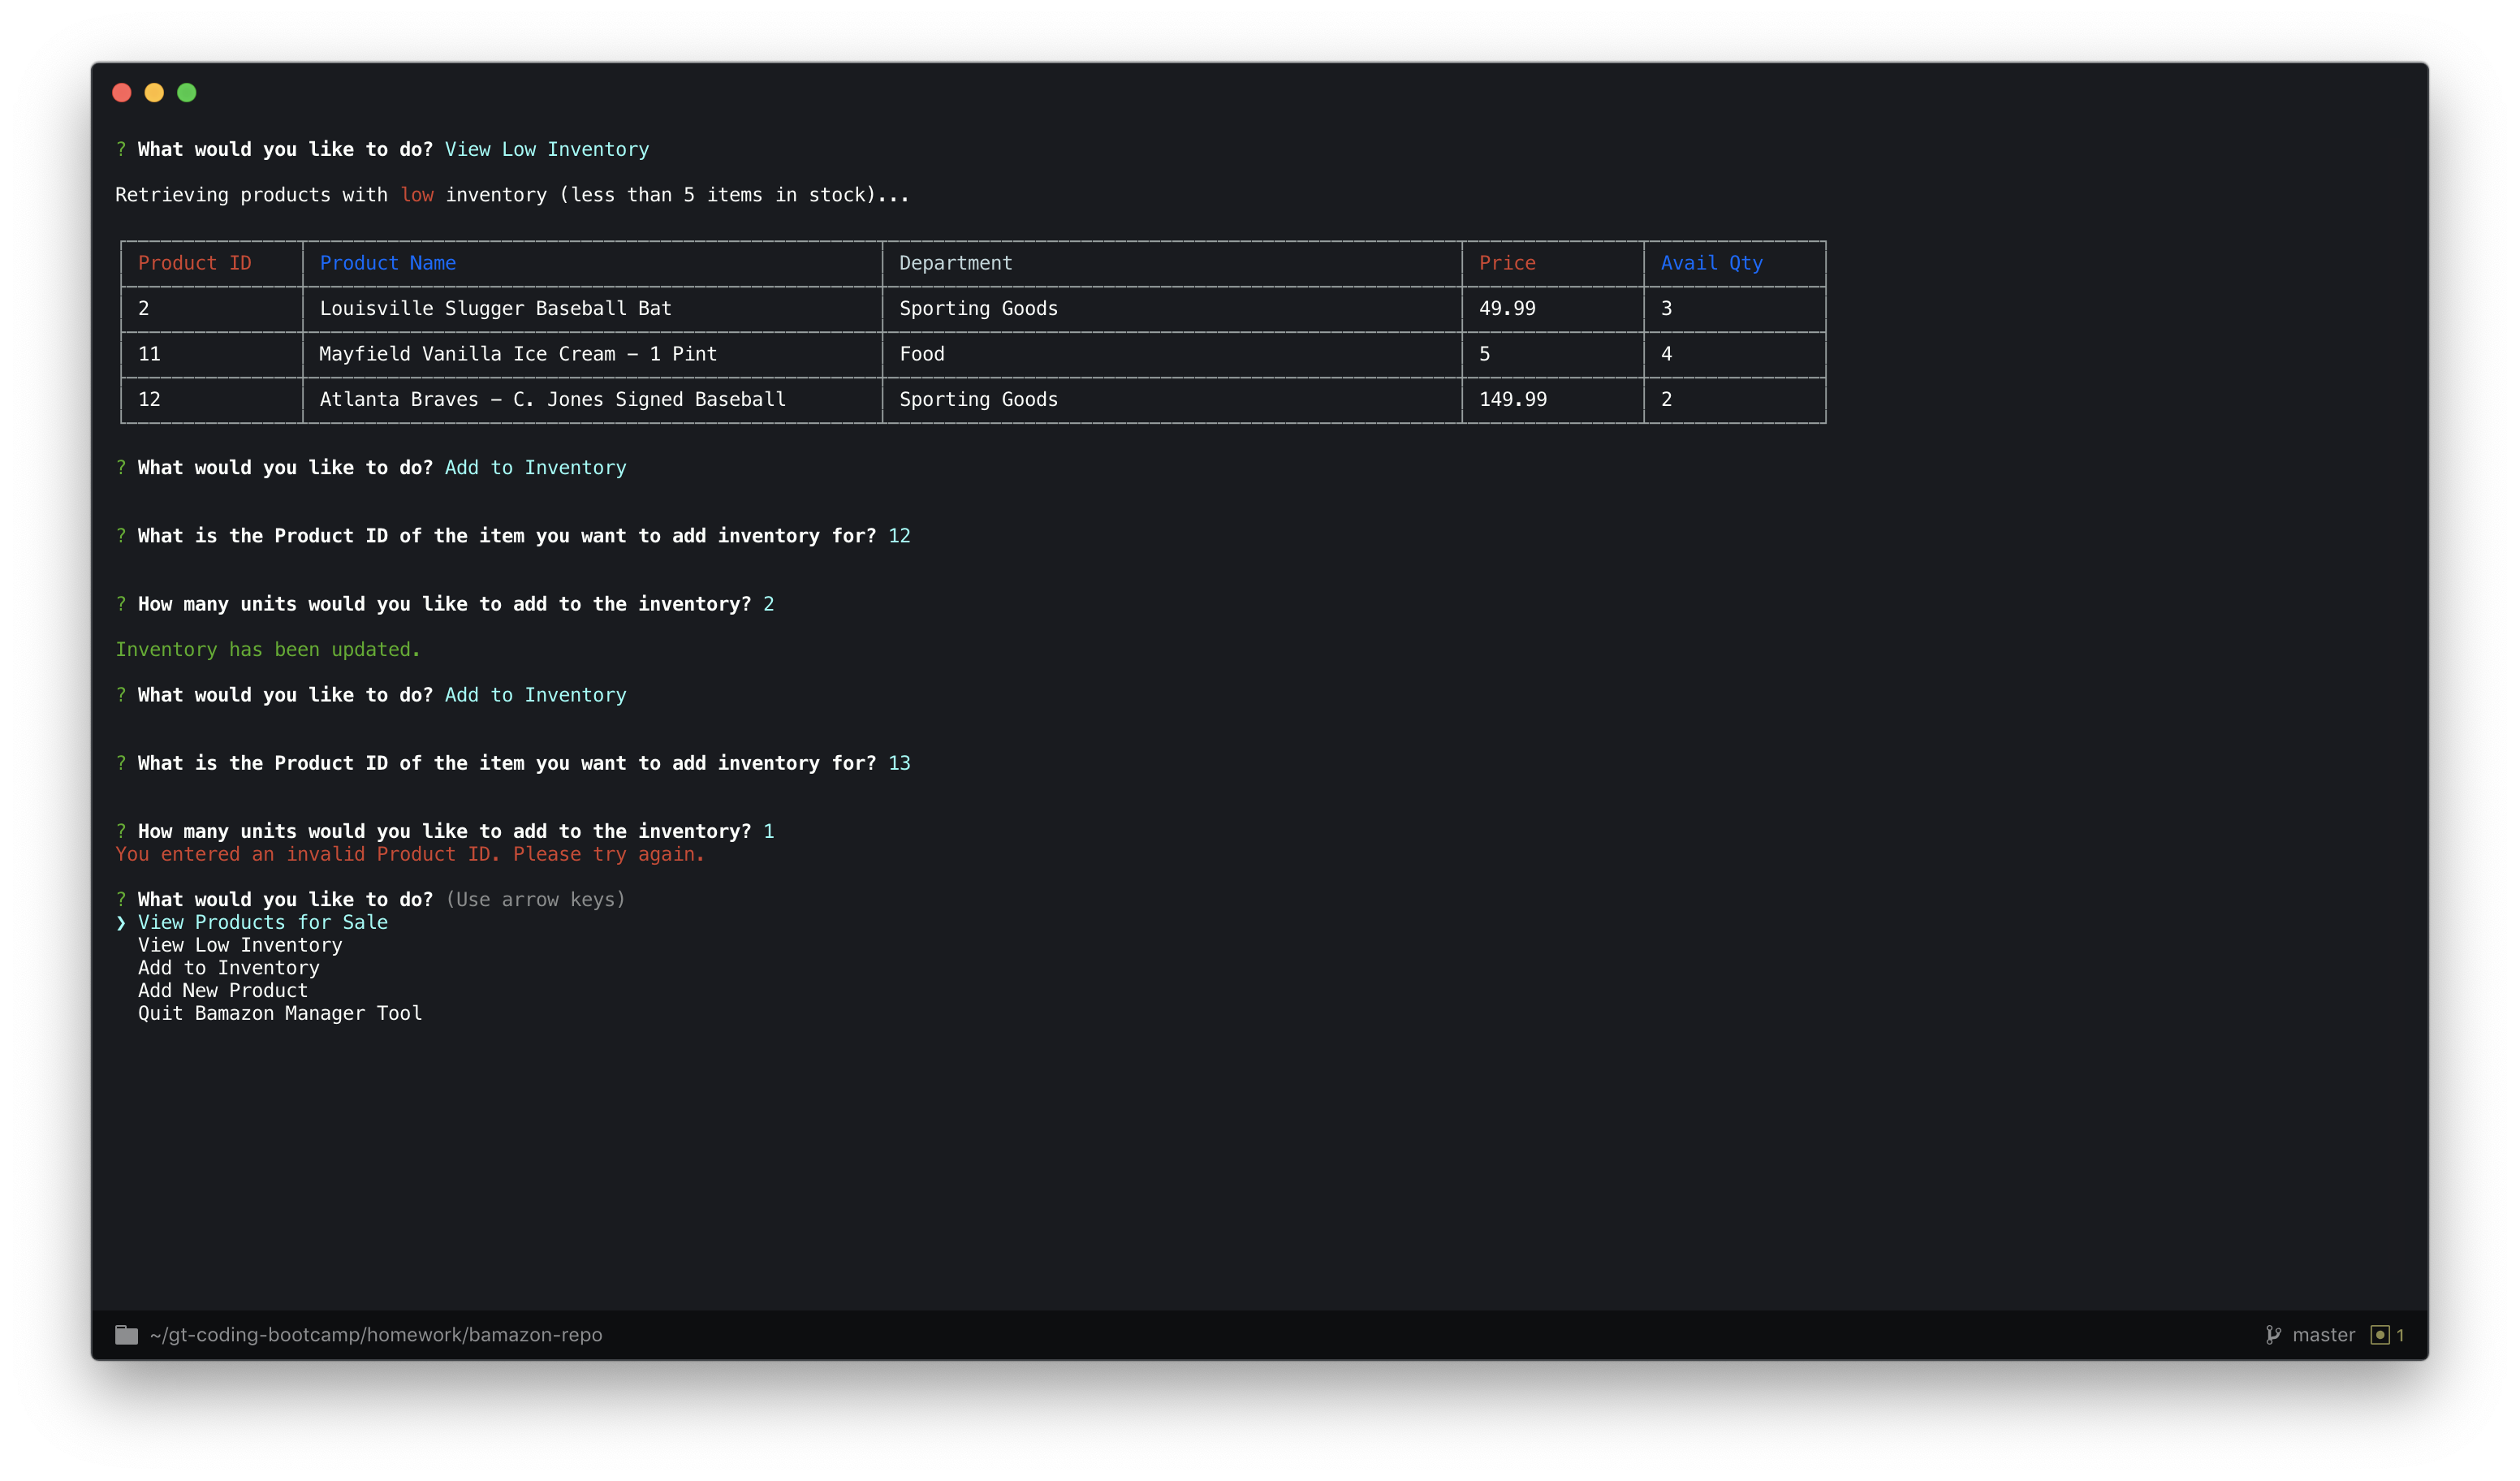 ? What would you like to do? View Low Inventory
Retrieving products with low inventory (less than 5 items in stock)...
Product ID Product Name Department Price Avail Qty
2 Louisville Slugger Baseball Bat Sporting Goods 49.99 3
11 Mayfield Vanilla Ice Cream - 1 Pint Food 5 4
12 Atlanta Braves - C. Jones Signed Baseball Sporting Goods 149.99 2
? What would you like to do? Add to Inventory
? What is the Product ID of the item you want to add inventory for? 12
? How many units would you like to add to the inventory? 2
Inventory has been updated.
? What would you like to do? Add to Inventory
? What is the Product ID of the item you want to add inventory for? 13
? How many units would you like to add to the inventory? 1
You entered an invalid Product ID. Please try again.
? What would you like to do? (Use arrow keys)
❯ View Products for Sale
View Low Inventory
Add to Inventory
Add New Product
Quit Bamazon Manager Tool
~/gt-coding-bootcamp/homework/bamazon-repo master 1